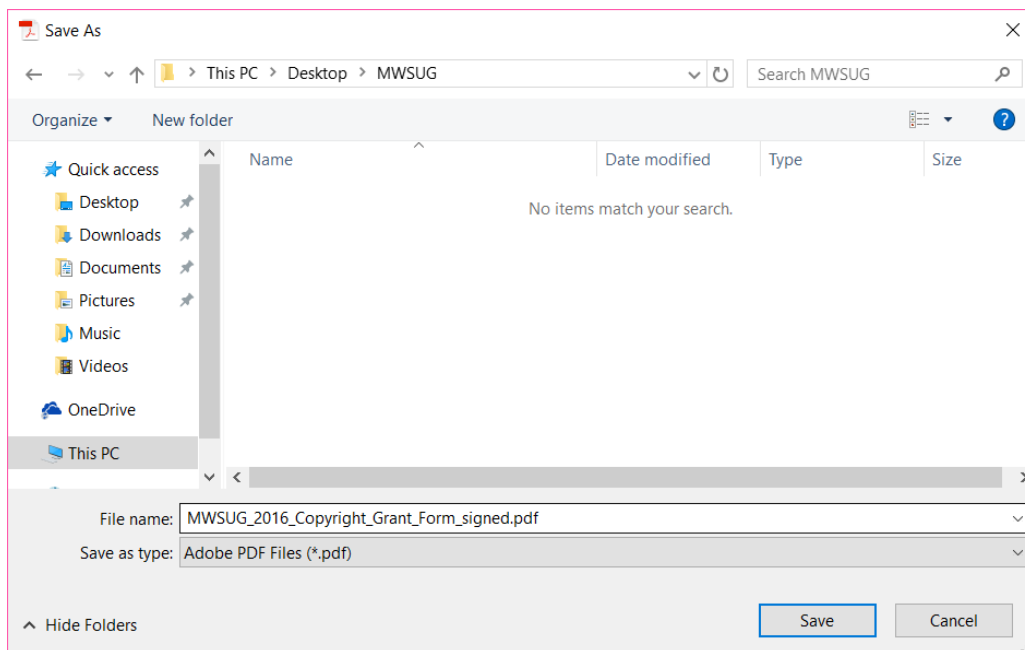 Save As
This PC > Desktop > MWSUG
Search MWSUG
Organize New folder
?
Name Date modified Type Size
Quick access
No items match your search.
Desktop
Downloads
Documents
Pictures
Music
Videos
OneDrive
This PC
File name: MWSUG_2016_Copyright_Grant_Form_signed.pdf
Save as type: Adobe PDF Files (*.pdf)
Hide Folders Save Cancel